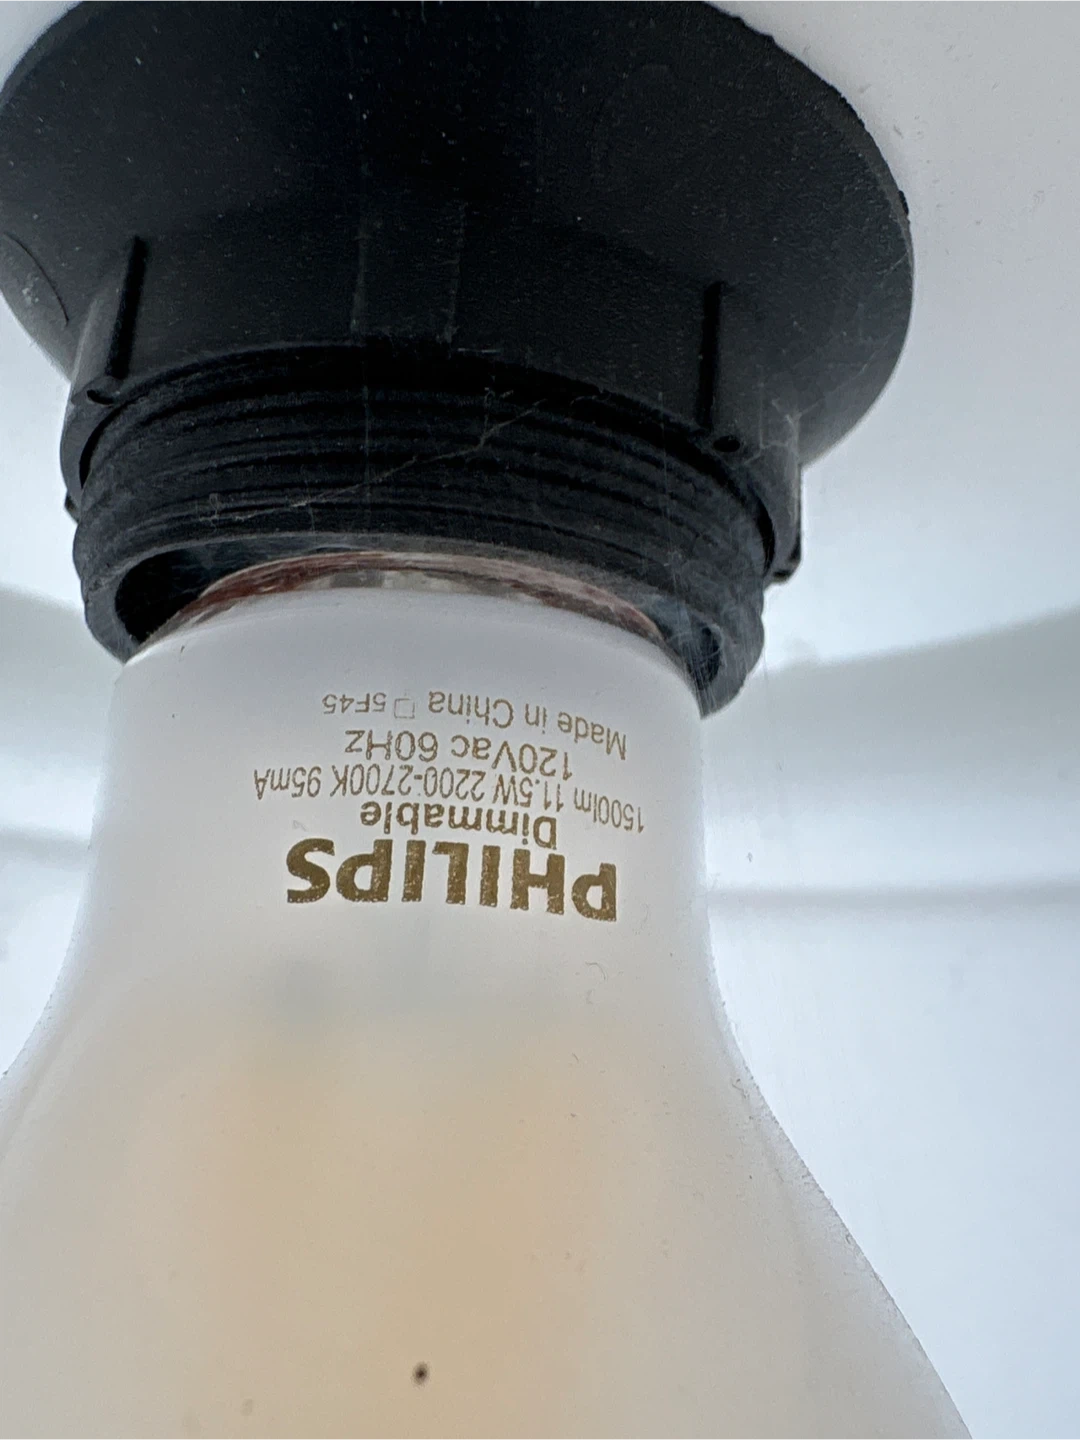 PHILIPS
Dimmable
1500lm 11.5W 2200-2700K 95mA
120Vac 60Hz
Made in China □ 5F45